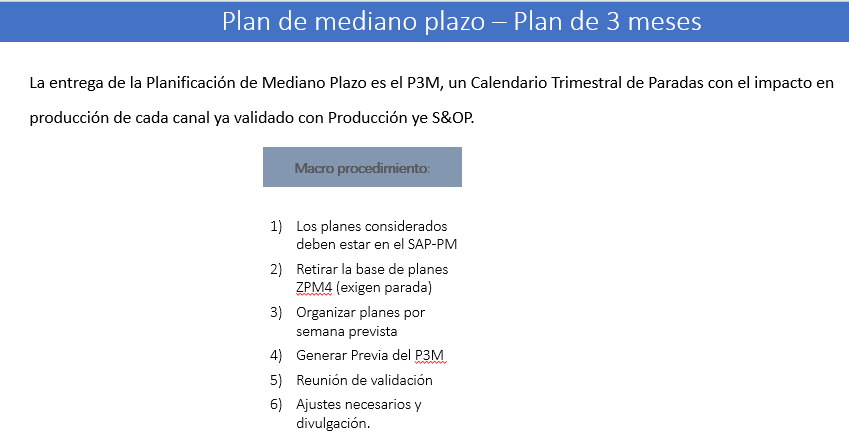 Plan de mediano plazo – Plan de 3 meses
La entrega de la Planificación de Mediano Plazo es el P3M, un Calendario Trimestral de Paradas con el impacto en
producción de cada canal ya validado con Producción ye S&OP.
Macro procedimiento:
1) Los planes considerados
deben estar en el SAP-PM
2) Retirar la base de planes
ZPM4 (exigen parada)
3) Organizar planes por
semana prevista
4) Generar Previa del P3M
5) Reunión de validación
6) Ajustes necesarios y
divulgación.